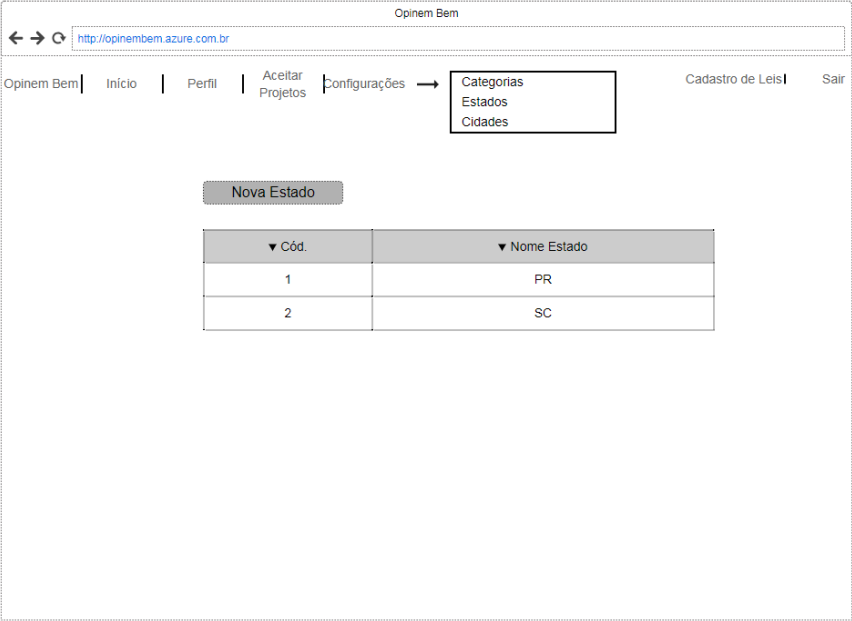 Opinem Bem
http://opinembem.azure.com.br
Opinem Bem
Início
Perfil
Aceitar
Projetos
Configurações
Categorias
Estados
Cidades
Cadastro de Leis
Sair
Nova Estado
▼ Cód.
▼ Nome Estado
1
PR
2
SC